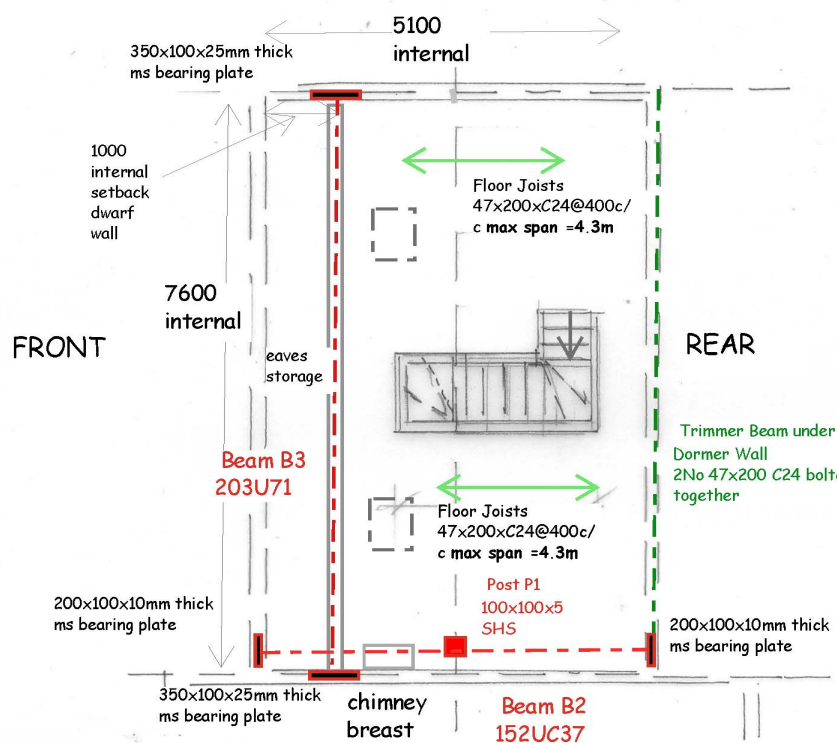 5100
internal
350x100x25mm thick
ms bearing plate
1000
internal
setback
dwarf
wall
Floor Joists
47x200xC24@400c/
c max span =4.3m
7600
internal
FRONT
eaves
storage
REAR
Trimmer Beam under
Dormer Wall
2No 47x200 C24 bolt
together
Beam B3
203U71
Floor Joists
47x200xC24@400c/
c max span =4.3m
Post P1
100x100x5
SHS
200x100x10mm thick
ms bearing plate
200x100x10mm thick
ms bearing plate
350x100x25mm thick
ms bearing plate
chimney
breast
Beam B2
152UC37